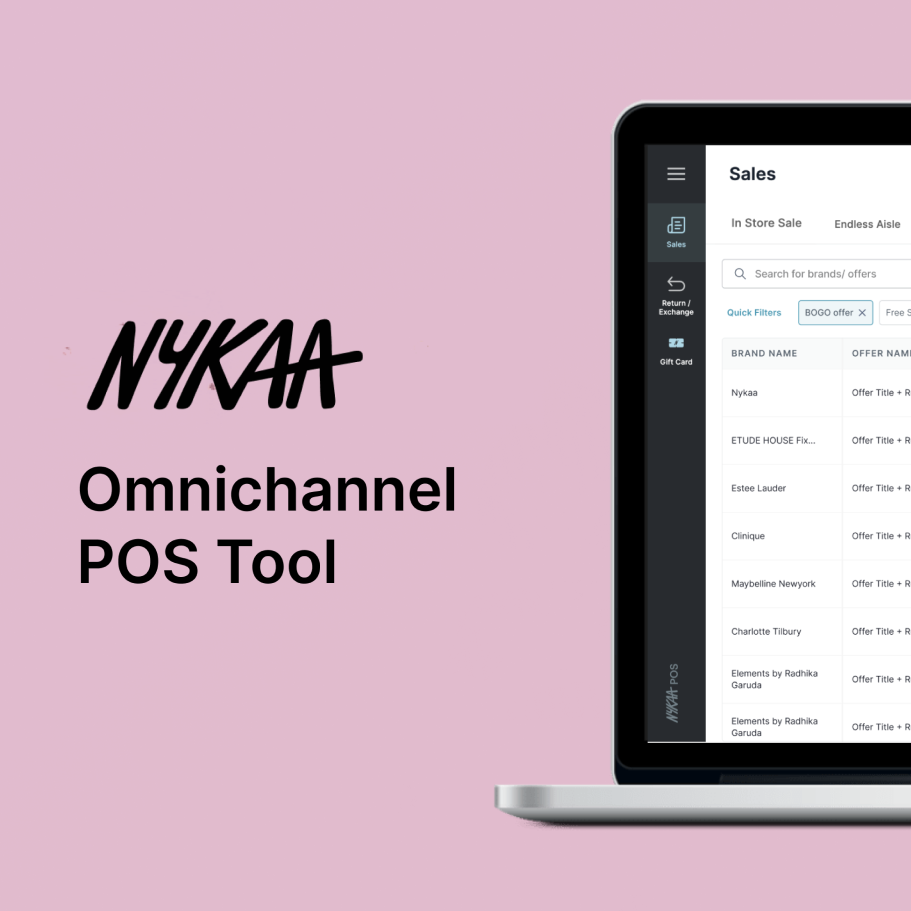 NYKAA
Omnichannel
POS Tool
Sales
In Store Sale Endless Aisle
Sales
Search for brands/ offers
Return /
Exchange
Quick Filters BOGO offer Free S
Gift Card
BRAND NAME OFFER NAM
Nykaa Offer Title + R
ETUDE HOUSE Fix... Offer Title + R
Estee Lauder Offer Title + R
Clinique Offer Title + R
Maybelline Newyork Offer Title + R
Charlotte Tilbury Offer Title + R
Elements by Radhika
Garuda Offer Title + R
Elements by Radhika
Garuda Offer Title + R
NYKAA POS